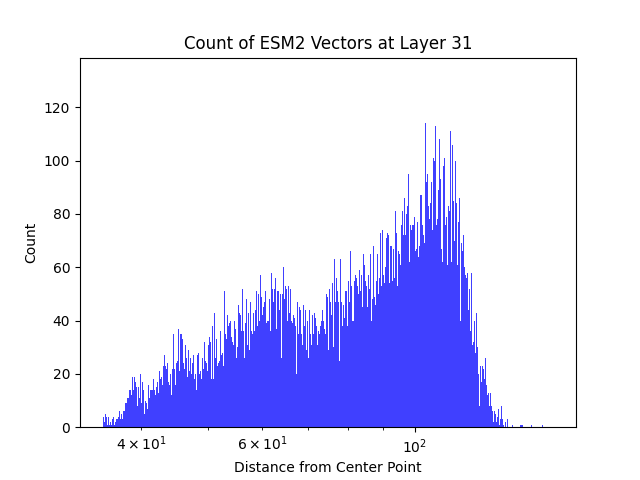 Count of ESM2 Vectors at Layer 31
120
100
80
60
40
20
0
Count
4 × 10¹
6 × 10¹
10²
Distance from Center Point